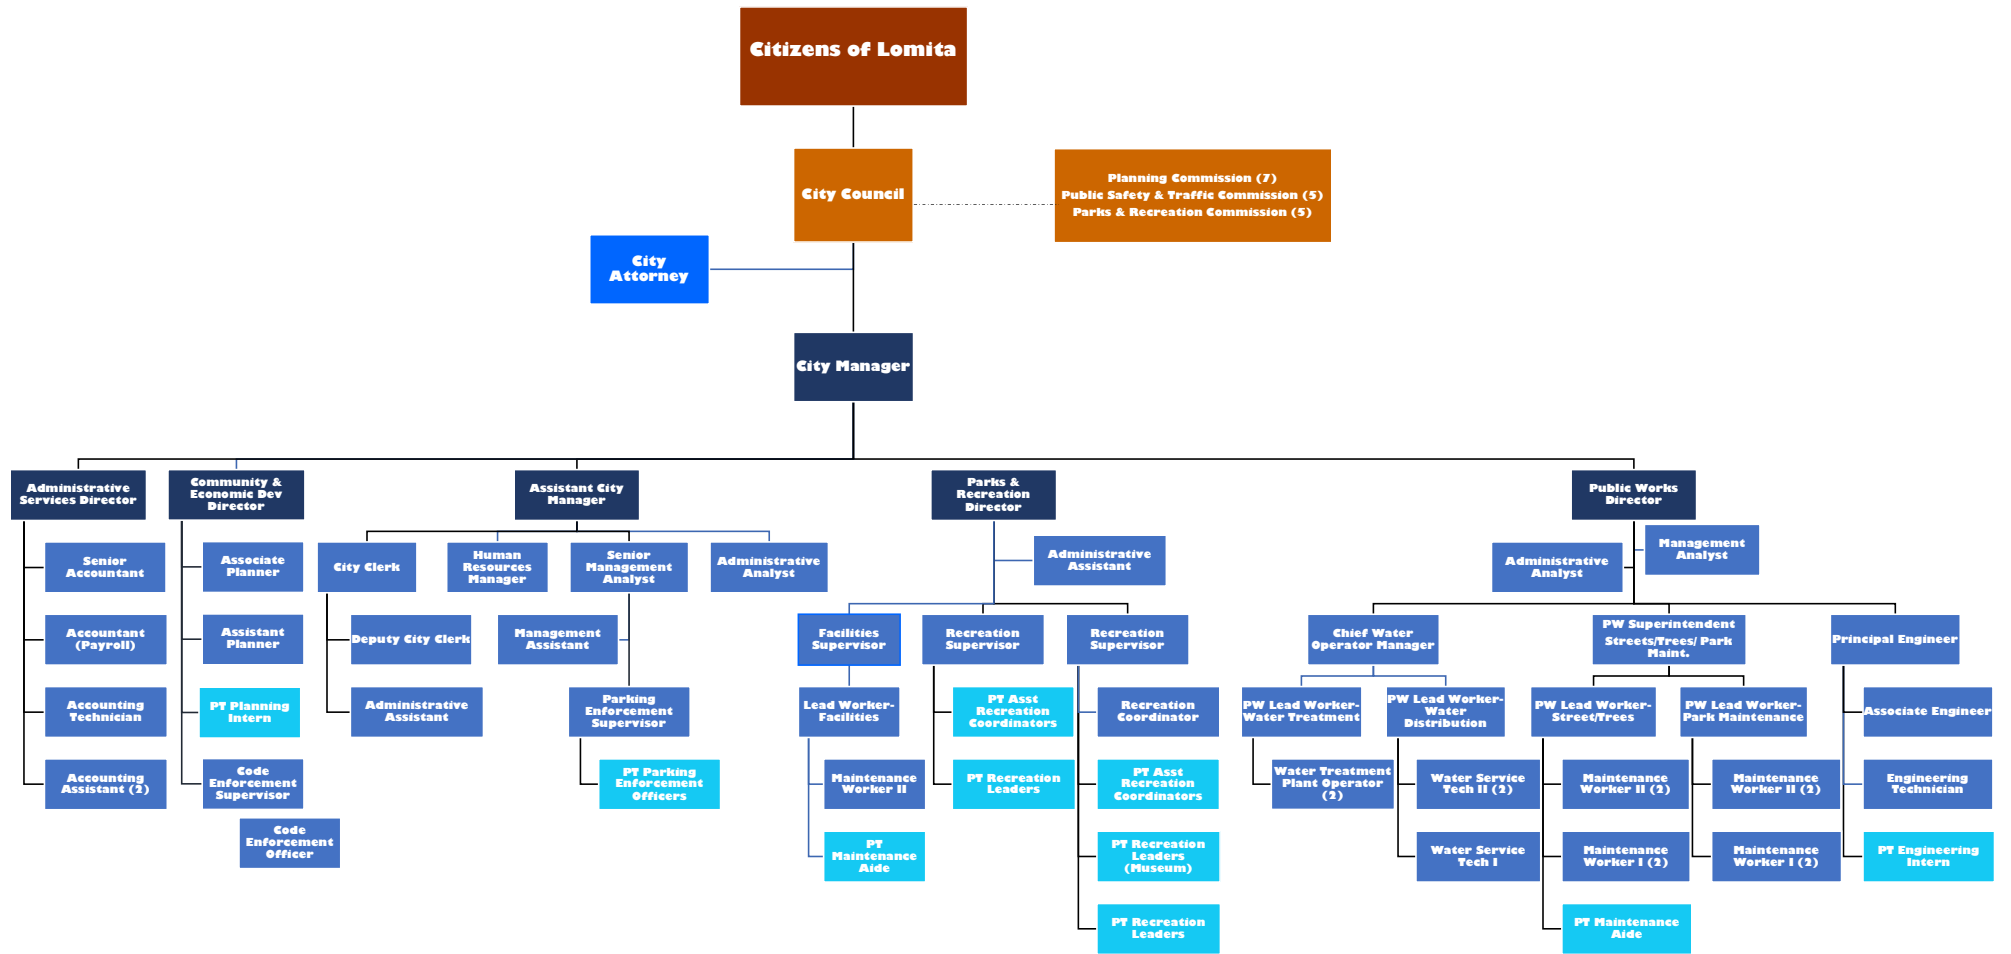 Citizens of Lomita
City Council
Planning Commission (7)
Public Safety & Traffic Commission (5)
Parks & Recreation Commission (5)
City
Attorney
City Manager
Administrative
Services Director
Community &
Economic Dev
Director
Assistant City
Manager
Parks &
Recreation
Director
Public Works
Director
Senior
Accountant
Accountant
(Payroll)
Accounting
Technician
Accounting
Assistant (2)
Associate
Planner
Assistant
Planner
PT Planning
Intern
Code
Enforcement
Supervisor
Code
Enforcement
Officer
City Clerk
Human
Resources
Manager
Senior
Management
Analyst
Administrative
Analyst
Deputy City Clerk
Administrative
Assistant
Management
Assistant
Parking
Enforcement
Supervisor
PT Parking
Enforcement
Officers
Administrative
Assistant
Facilities
Supervisor
Recreation
Supervisor
Recreation
Supervisor
Lead Worker-
Facilities
Maintenance
Worker II
PT
Maintenance
Aide
PT Asst
Recreation
Coordinators
PT Recreation
Leaders
Recreation
Coordinator
PT Asst
Recreation
Coordinators
PT Recreation
Leaders
(Museum)
PT Recreation
Leaders
Administrative
Analyst
Management
Analyst
Chief Water
Operator Manager
PW Superintendent
Streets/Trees/ Park
Maint.
Principal Engineer
PW Lead Worker-
Water Treatment
PW Lead Worker-
Water
Distribution
PW Lead Worker-
Street/Trees
PW Lead Worker-
Park Maintenance
Associate Engineer
Water Treatment
Plant Operator
(2)
Water Service
Tech II (2)
Maintenance
Worker II (2)
Maintenance
Worker II (2)
Engineering
Technician
Water Service
Tech I
Maintenance
Worker I (2)
Maintenance
Worker I (2)
PT Engineering
Intern
PT Maintenance
Aide